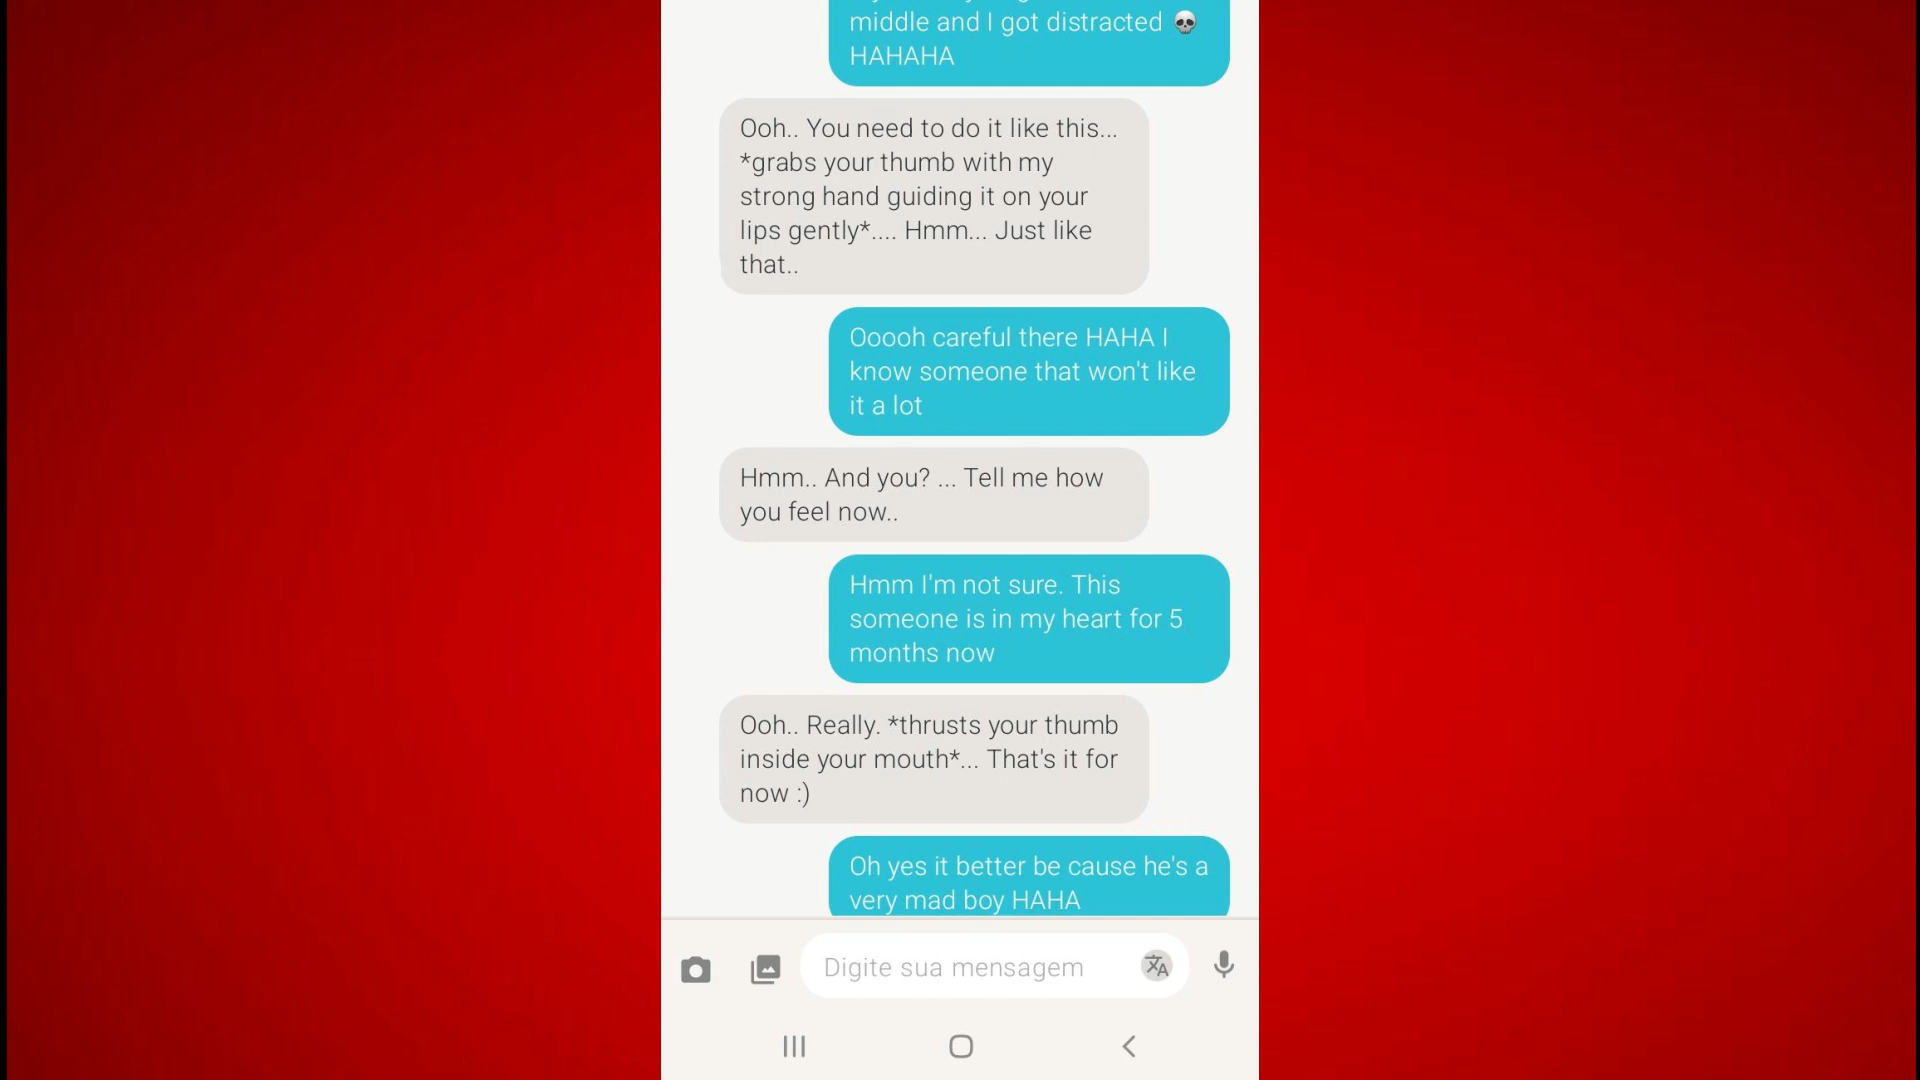 middle and I got distracted 💀
HAHAHA
Ooh.. You need to do it like this...
*grabs your thumb with my
strong hand guiding it on your
lips gently*.... Hmm... Just like
that..
Ooooh careful there HAHA I
know someone that won't like
it a lot
Hmm.. And you? ... Tell me how
you feel now..
Hmm I'm not sure. This
someone is in my heart for 5
months now
Ooh.. Really. *thrusts your thumb
inside your mouth*... That's it for
now :)
Oh yes it better be cause he's a
very mad boy HAHA
Digite sua mensagem